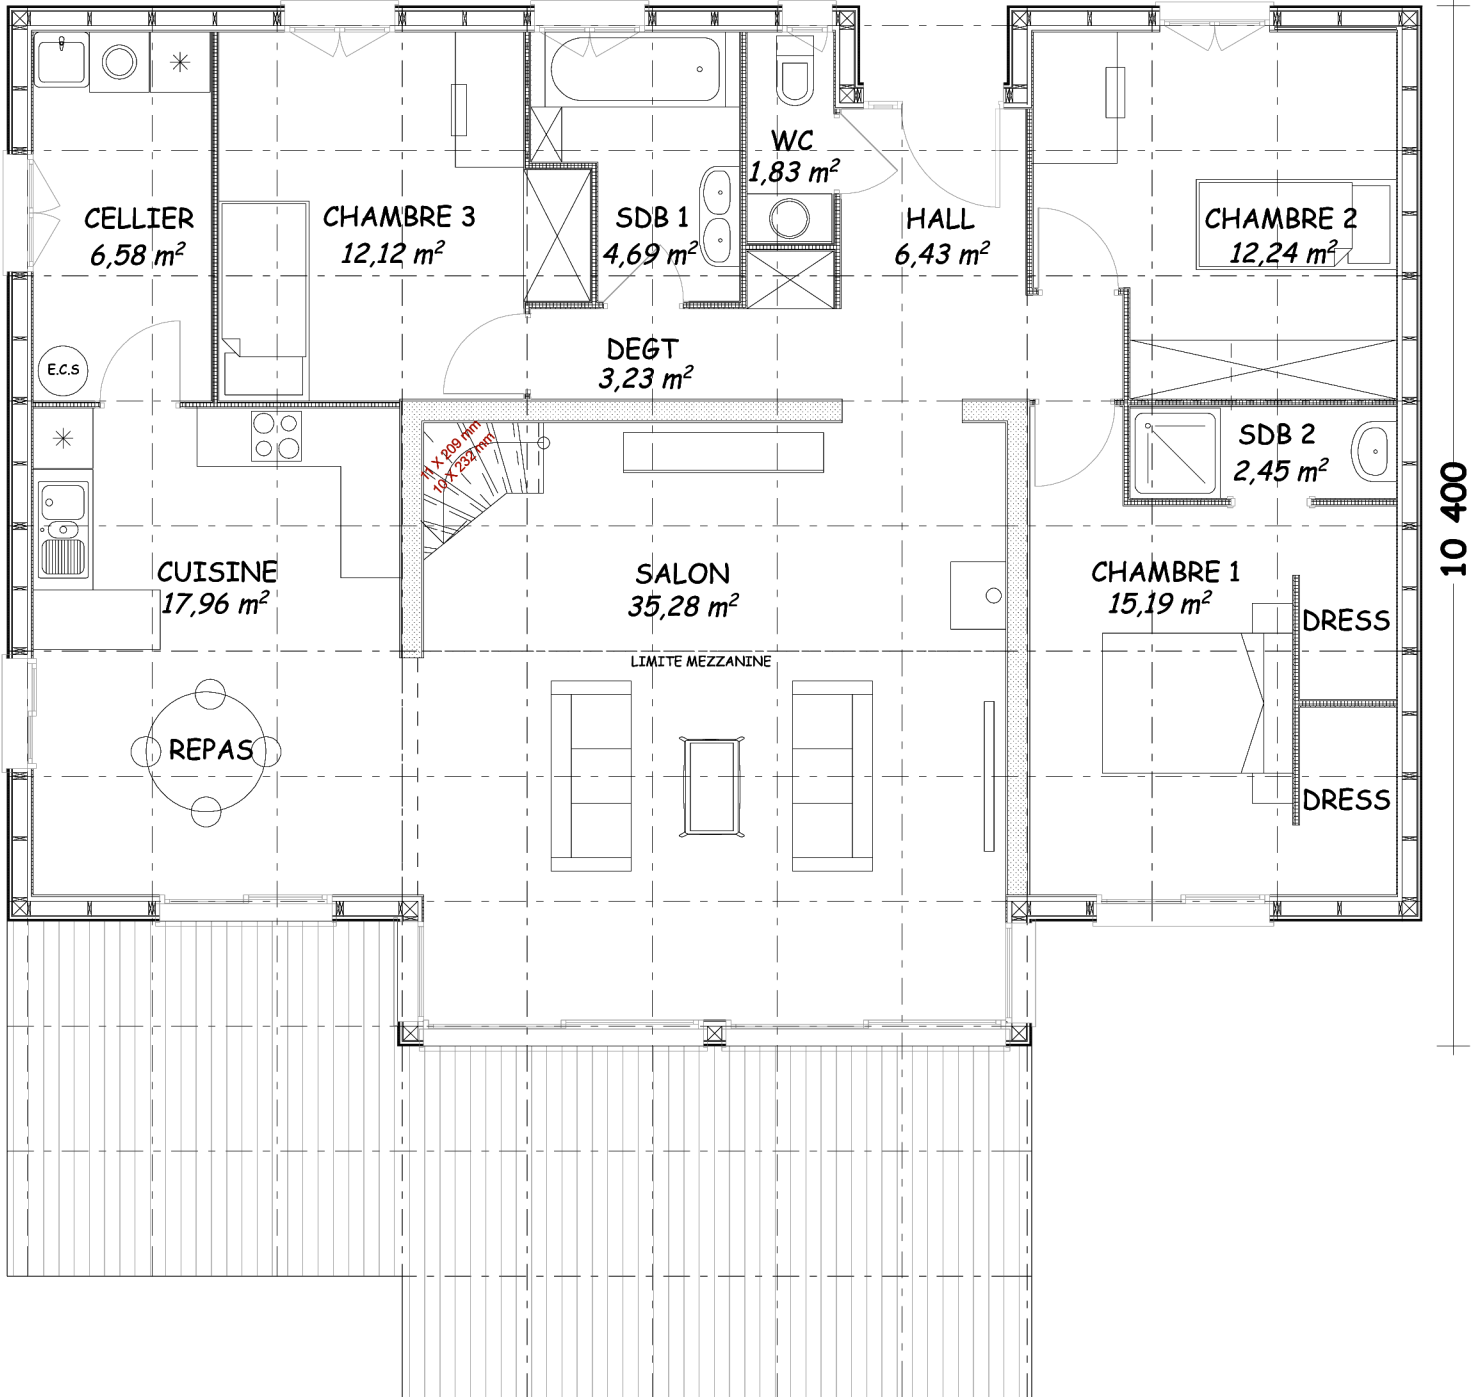 WC
1,83 m²
CELLIER
6,58 m²
CHAMBRE 3
12,12 m²
SDB 1
4,69 m²
HALL
6,43 m²
CHAMBRE 2
12,24 m²
DEGT
3,23 m²
E.C.S
11 X 209 mm
10 X 232 mm
SDB 2
2,45 m²
10 400
CUISINE
17,96 m²
SALON
35,28 m²
CHAMBRE 1
15,19 m²
DRESS
LIMITE MEZZANINE
REPAS
DRESS